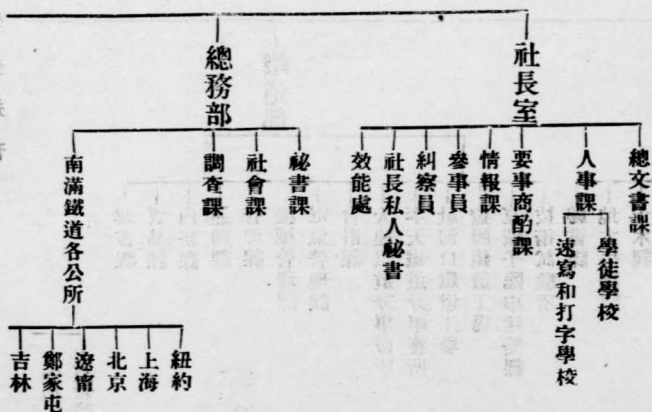 社長室
總文書課
人事課
學徒學校
速寫和打字學校
要事商酌課
情報課
參事員
糾察員
社長私人秘書
效能處
總務部
秘書課
社會課
調查課
南滿鐵道各公所
紐約
上海
北京
遼甯
鄭家屯
吉林